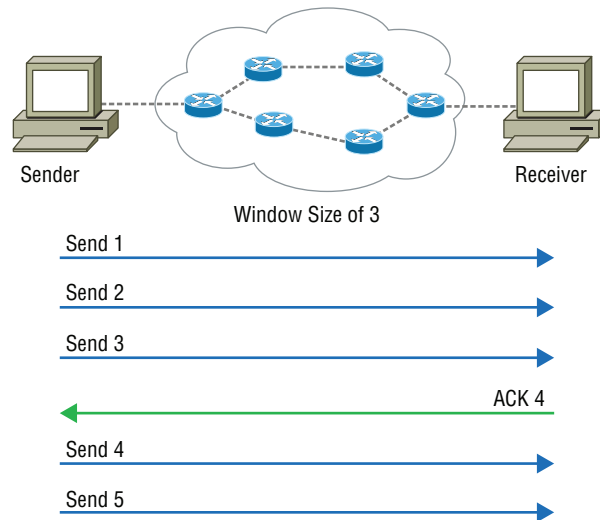 Sender
Receiver
Window Size of 3
Send 1
Send 2
Send 3
ACK 4
Send 4
Send 5